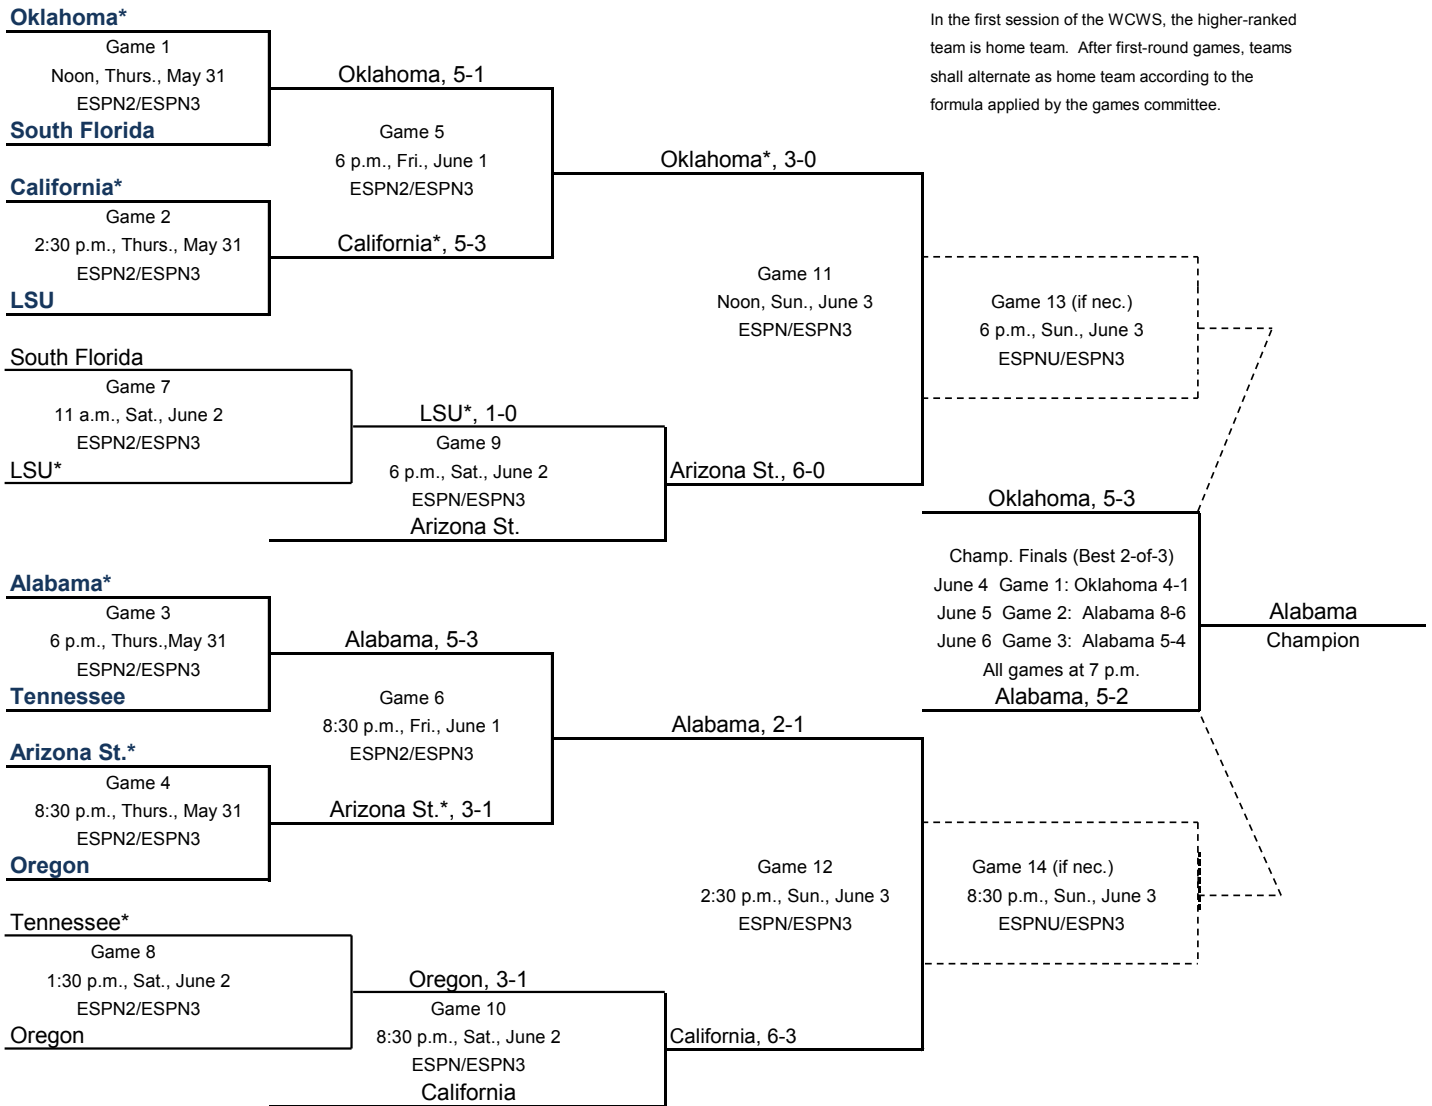 Oklahoma*
Game 1
Noon, Thurs., May 31
ESPN2/ESPN3
South Florida
California*
Game 2
2:30 p.m., Thurs., May 31
ESPN2/ESPN3
LSU
South Florida
Game 7
11 a.m., Sat., June 2
ESPN2/ESPN3
LSU*
Alabama*
Game 3
6 p.m., Thurs.,May 31
ESPN2/ESPN3
Tennessee
Arizona St.*
Game 4
8:30 p.m., Thurs., May 31
ESPN2/ESPN3
Oregon
Tennessee*
Game 8
1:30 p.m., Sat., June 2
ESPN2/ESPN3
Oregon
Oklahoma, 5-1
Game 5
6 p.m., Fri., June 1
ESPN2/ESPN3
California*, 5-3
LSU*, 1-0
Game 9
6 p.m., Sat., June 2
ESPN/ESPN3
Arizona St.
Alabama, 5-3
Game 6
8:30 p.m., Fri., June 1
ESPN2/ESPN3
Arizona St.*, 3-1
Oregon, 3-1
Game 10
8:30 p.m., Sat., June 2
ESPN/ESPN3
California
Oklahoma*, 3-0
Game 11
Noon, Sun., June 3
ESPN/ESPN3
Arizona St., 6-0
Alabama, 2-1
Game 12
2:30 p.m., Sun., June 3
ESPN/ESPN3
California, 6-3
In the first session of the WCWS, the higher-ranked
team is home team.  After first-round games, teams
shall alternate as home team according to the
formula applied by the games committee.
Game 13 (if nec.)
6 p.m., Sun., June 3
ESPNU/ESPN3
Oklahoma, 5-3
Champ. Finals (Best 2-of-3)
June 4  Game 1: Oklahoma 4-1
June 5  Game 2:  Alabama 8-6
June 6  Game 3:  Alabama 5-4
All games at 7 p.m.
Alabama, 5-2
Game 14 (if nec.)
8:30 p.m., Sun., June 3
ESPNU/ESPN3
Alabama
Champion